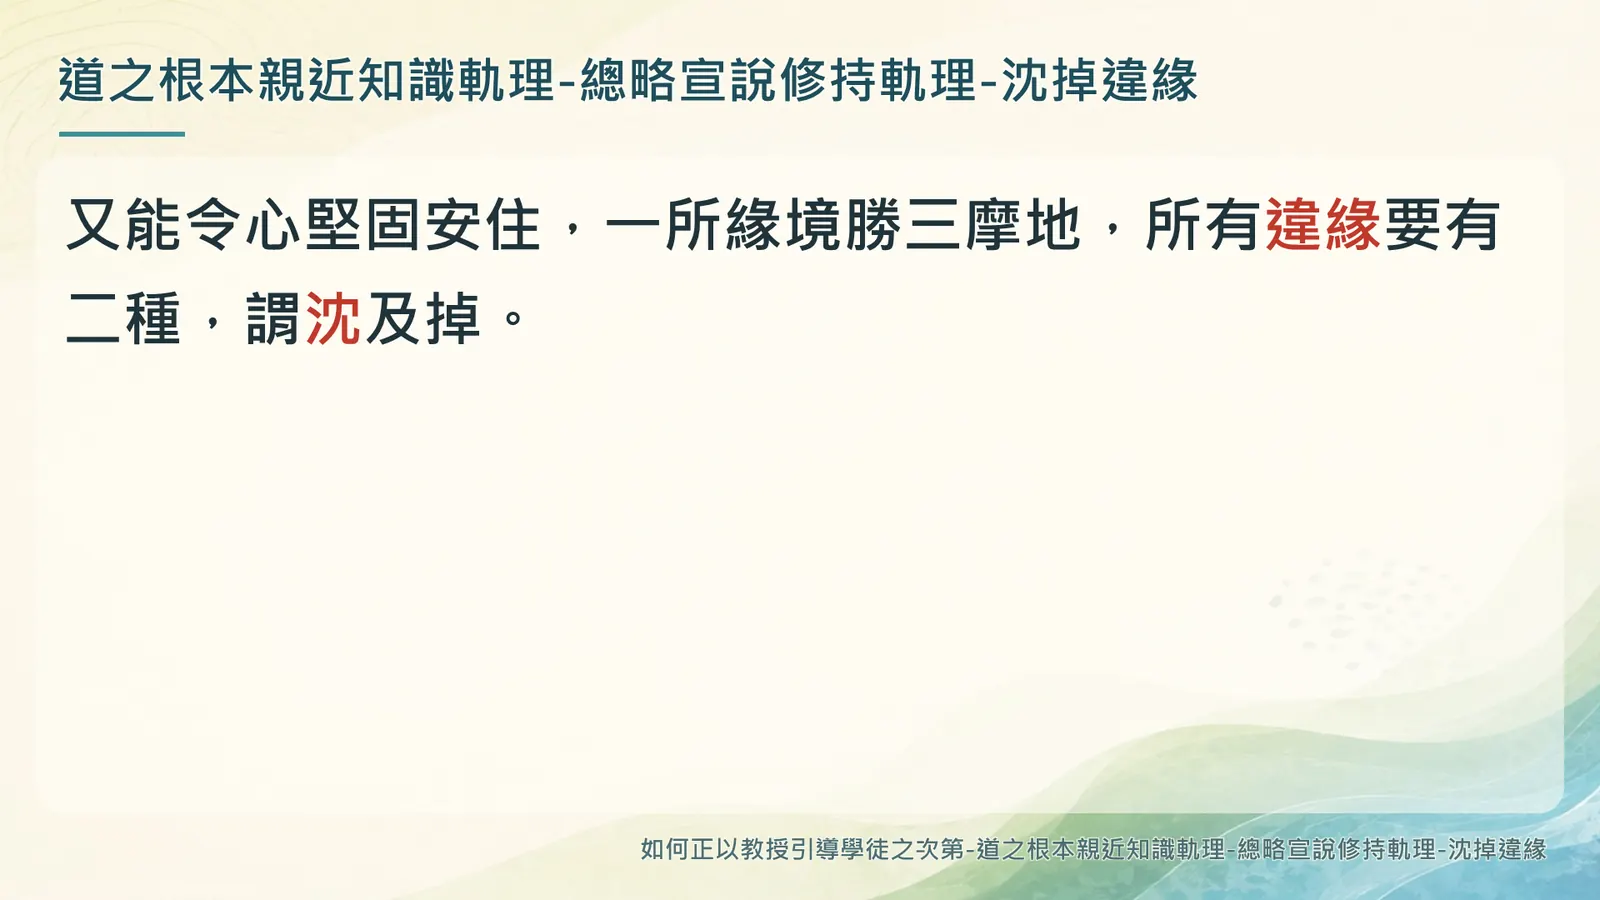 道之根本親近知識軌理-總略宣說修持軌理-沈掉違緣
又能令心堅固安住，一所緣境勝三摩地，所有違緣要有
二種，謂沈及掉。
如何正以教授引導學徒之次第-道之根本親近知識軌理-總略宣說修持軌理-沈掉違緣